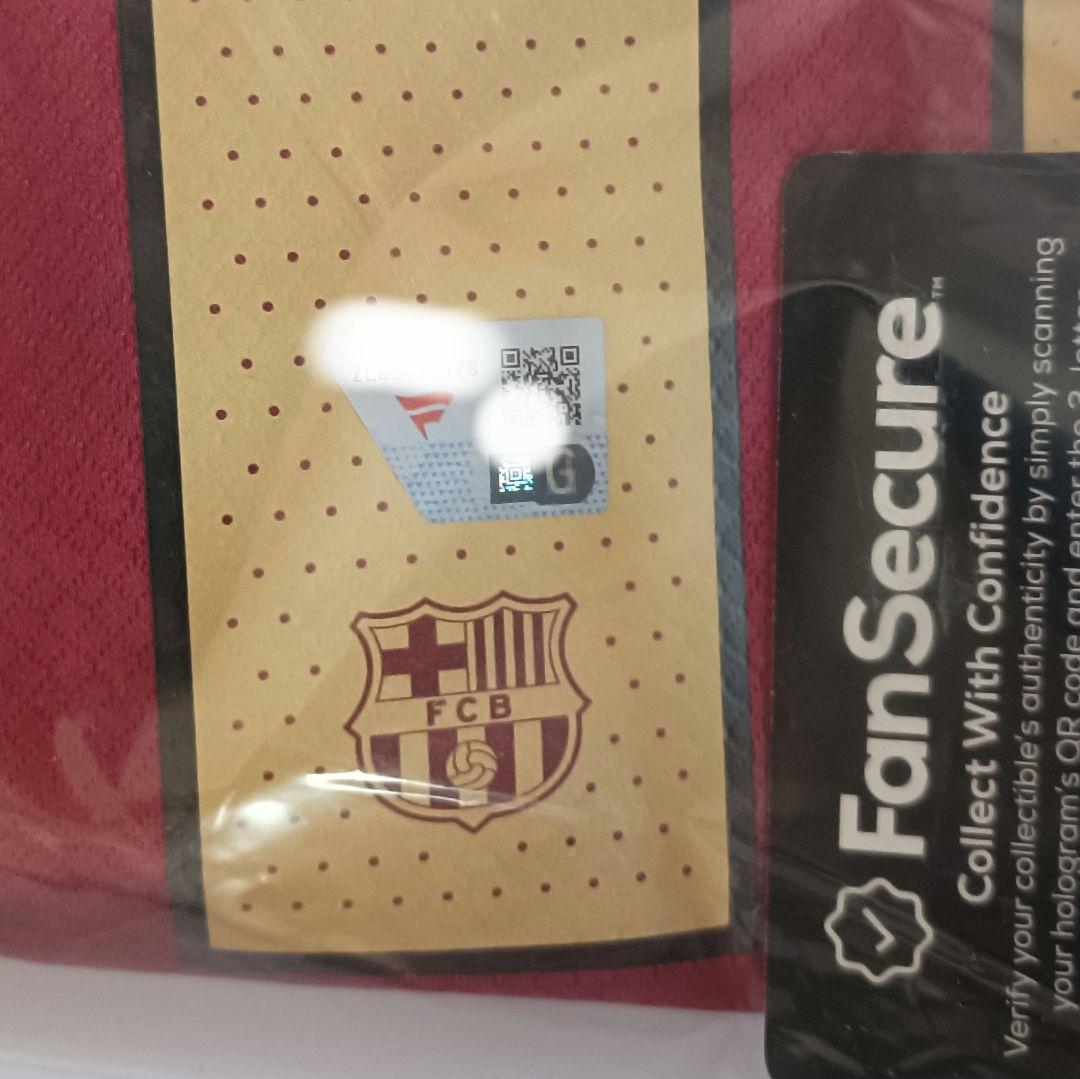 G
FCB
FanSecure™
Collect With Confidence
Verify your collectible's authenticity by simply scanning
your hologram's QR code and enter the 3